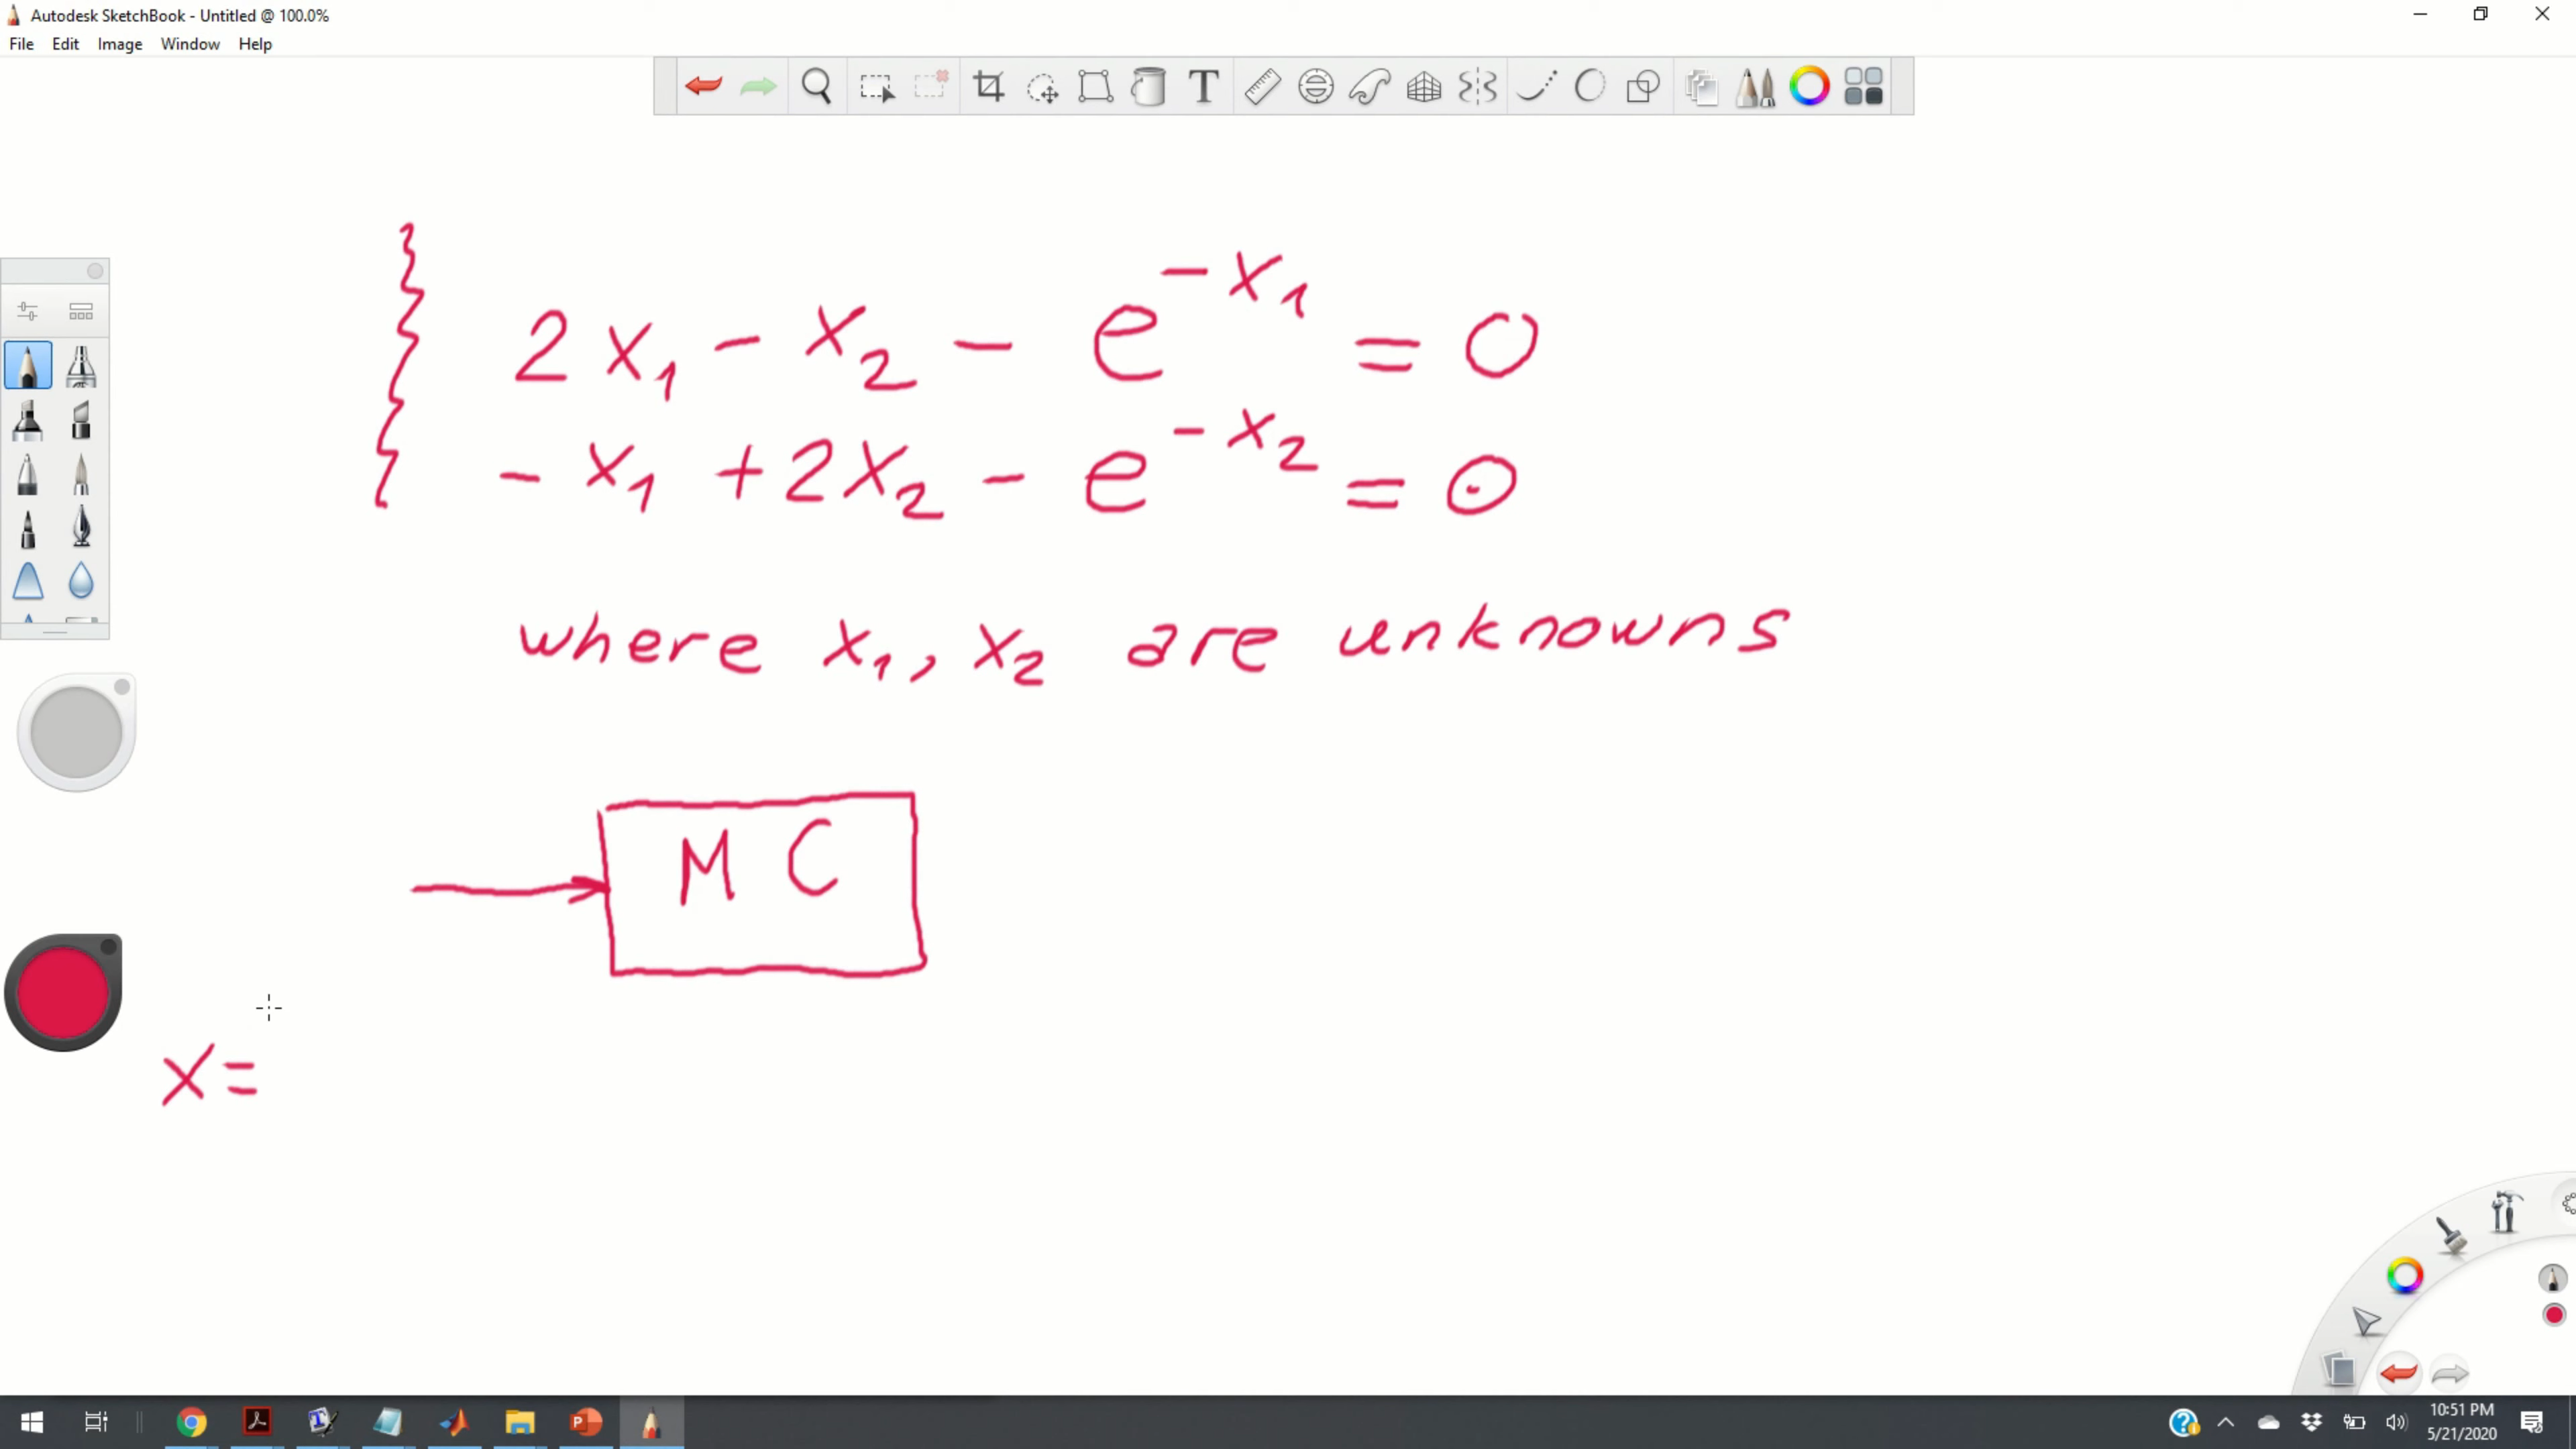 Autodesk SketchBook - Untitled @ 100.0%
File Edit Image Window Help
T
2x₁ - x₂ - e^{-x₁} = 0
- x₁ + 2x₂ - e^{-x₂} = 0
where x₁, x₂ are unknowns
M C
x =
10:51 PM
5/21/2020